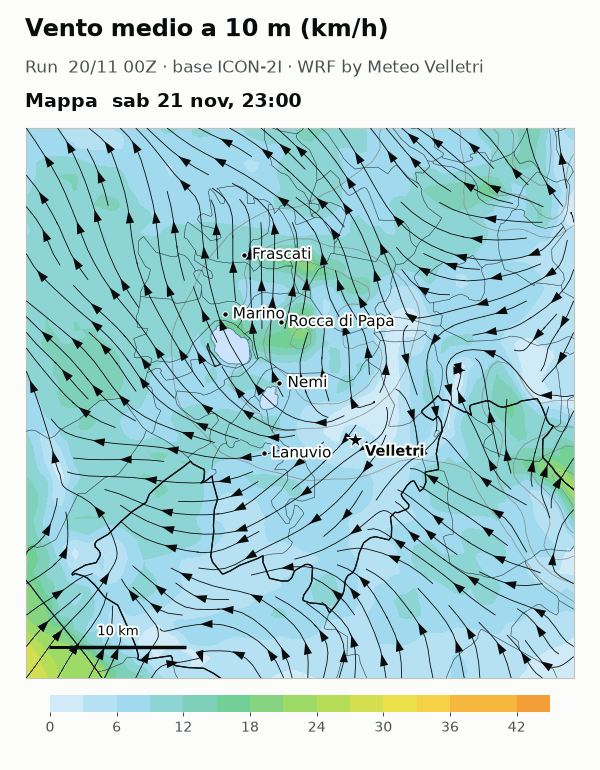 Vento medio a 10 m (km/h)
Run  20/11 00Z · base ICON-2I · WRF by Meteo Velletri
Mappa  sab 21 nov, 23:00
Frascati
Marino
Rocca di Papa
Nemi
Velletri
Lanuvio
10 km
0 6 12 18 24 30 36 42